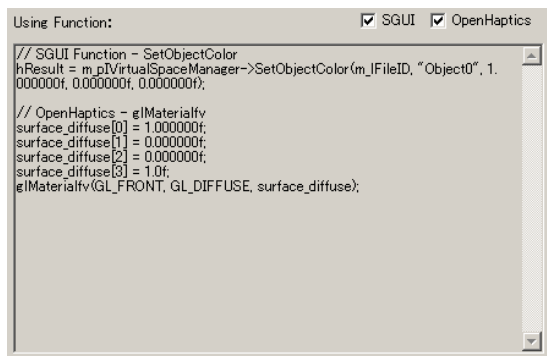 Using Function: SGUI OpenHaptics
// SGUI Function - SetObjectColor
hResult = m_pIVirtualSpaceManager->SetObjectColor(m_lFileID, "Object0", 1.
000000f, 0.000000f, 0.000000f);
// OpenHaptics - glMaterialfv
surface_diffuse[0] = 1.000000f;
surface_diffuse[1] = 0.000000f;
surface_diffuse[2] = 0.000000f;
surface_diffuse[3] = 1.0f;
glMaterialfv(GL_FRONT, GL_DIFFUSE, surface_diffuse);